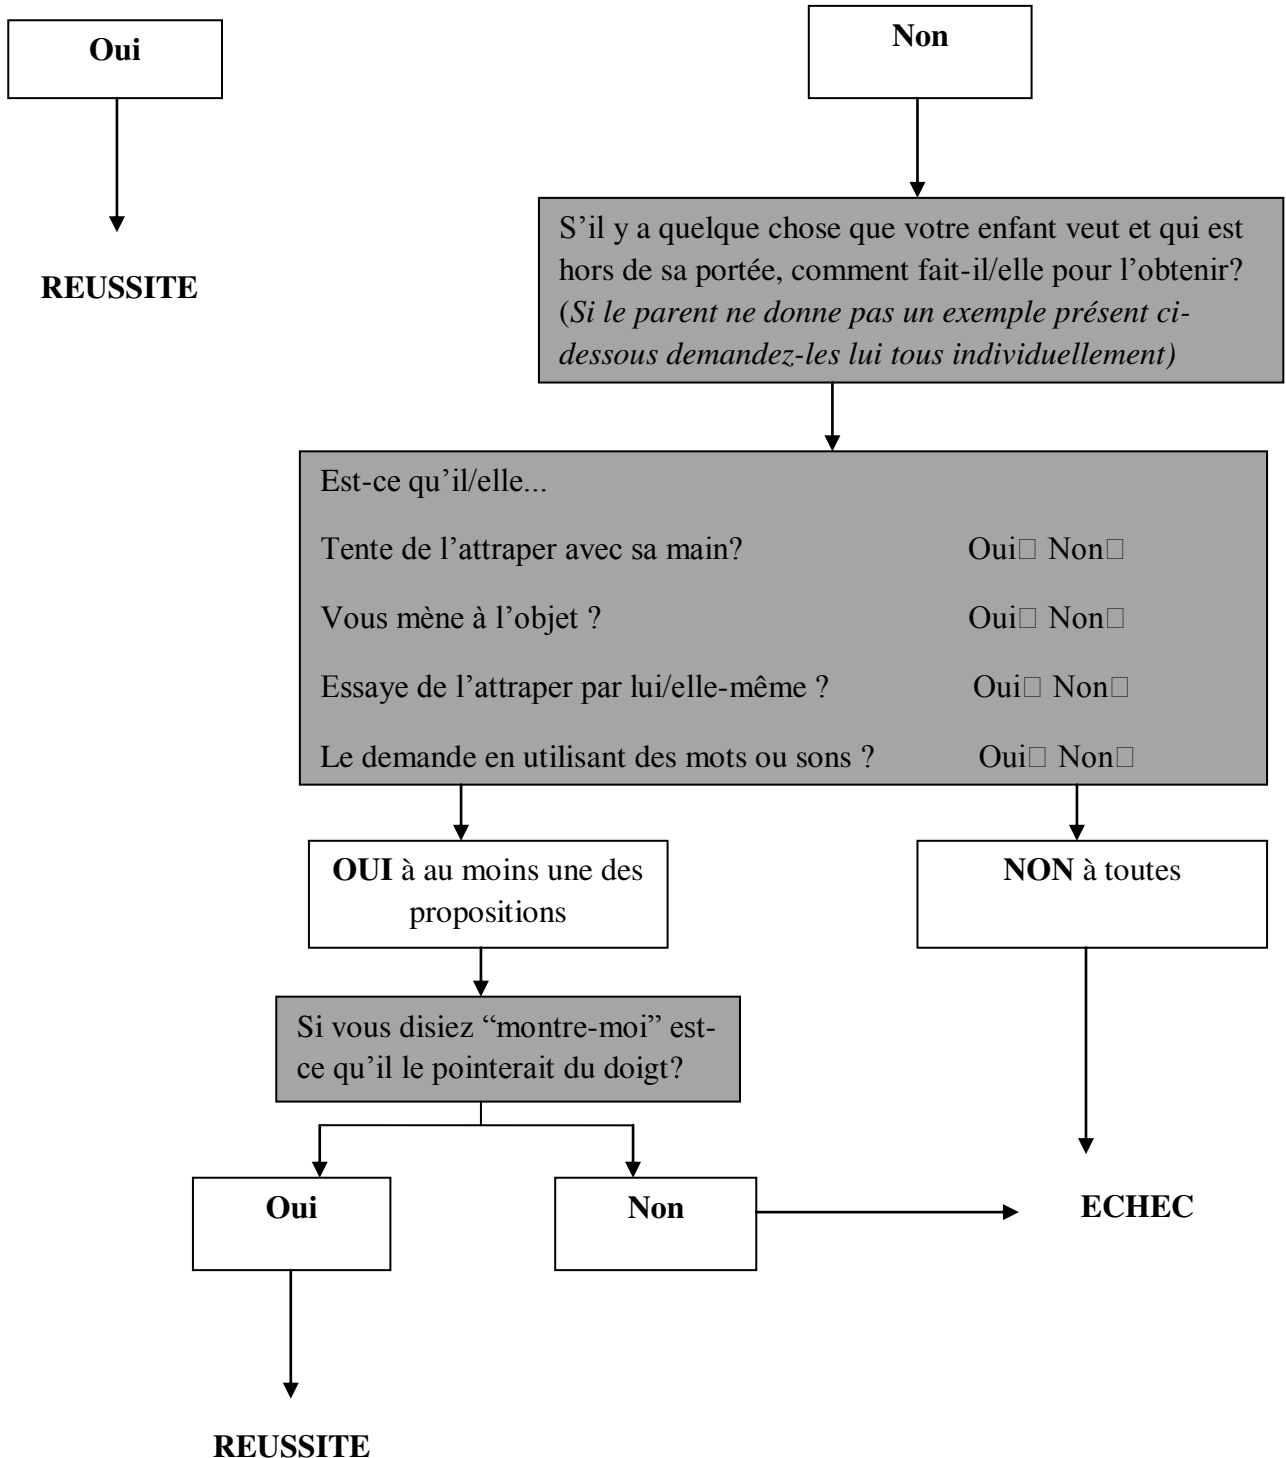 Oui
Non
REUSSITE
S’il y a quelque chose que votre enfant veut et qui est
hors de sa portée, comment fait-il/elle pour l’obtenir?
(Si le parent ne donne pas un exemple présent ci-
dessous demandez-les lui tous individuellement)
Est-ce qu’il/elle...
Tente de l’attraper avec sa main? Oui□ Non□
Vous mène à l’objet ? Oui□ Non□
Essaye de l’attraper par lui/elle-même ? Oui□ Non□
Le demande en utilisant des mots ou sons ? Oui□ Non□
OUI à au moins une des
propositions
NON à toutes
Si vous disiez “montre-moi” est-
ce qu’il le pointerait du doigt?
Oui
Non
ECHEC
REUSSITE